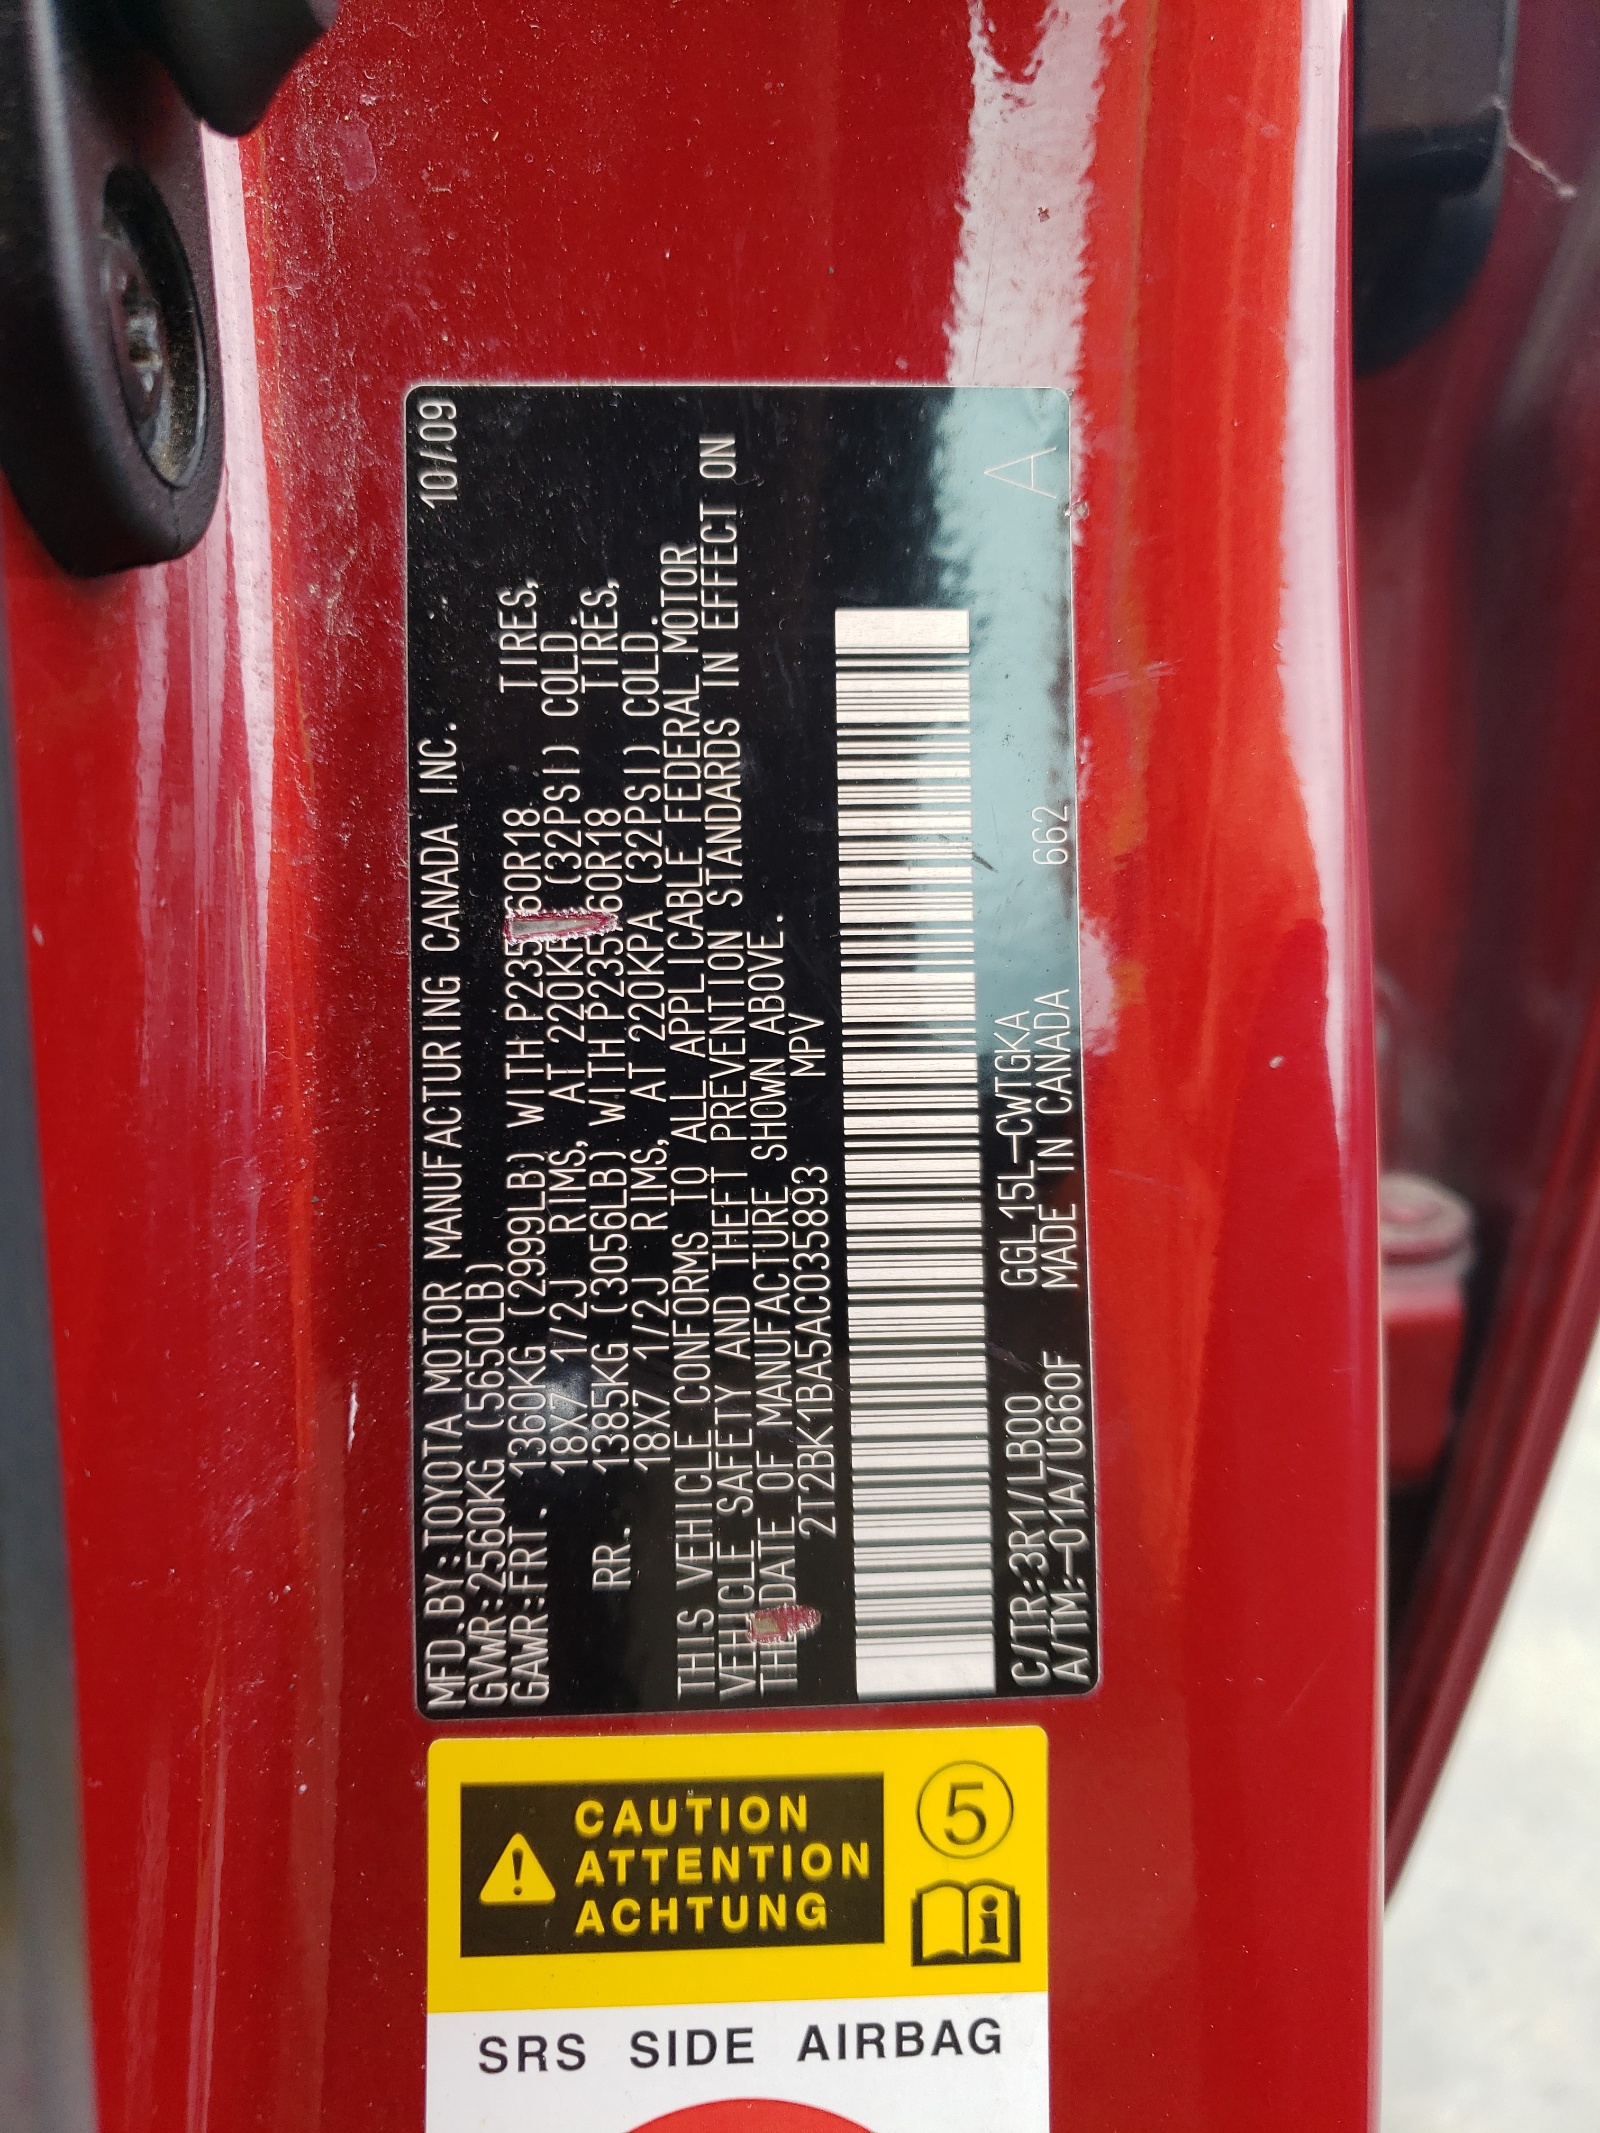 MFD.BY:TOYOTA MOTOR MANUFACTURING CANADA INC. 10/09
GVWR:2560KG (5650LB)
GAWR:FRT. 1360KG (2999LB) WITH P235 60R18 TIRES,
18X7 1/2J RIMS, AT 220KPA (32PSI) COLD.
RR. 1385KG (3056LB) WITH P235 60R18 TIRES,
18X7 1/2J RIMS, AT 220KPA (32PSI) COLD.
THIS VEHICLE CONFORMS TO ALL APPLICABLE FEDERAL MOTOR
VEHICLE SAFETY AND THEFT PREVENTION STANDARDS IN EFFECT ON
THE DATE OF MANUFACTURE SHOWN ABOVE.
2T2BK1BA5AC035893 MPV
A
C/TR:3R1/LB00 GGL15L-CWTGKA
A/TM:-01A/U660F MADE IN CANADA 662
CAUTION
ATTENTION
ACHTUNG
5
i
SRS SIDE AIRBAG